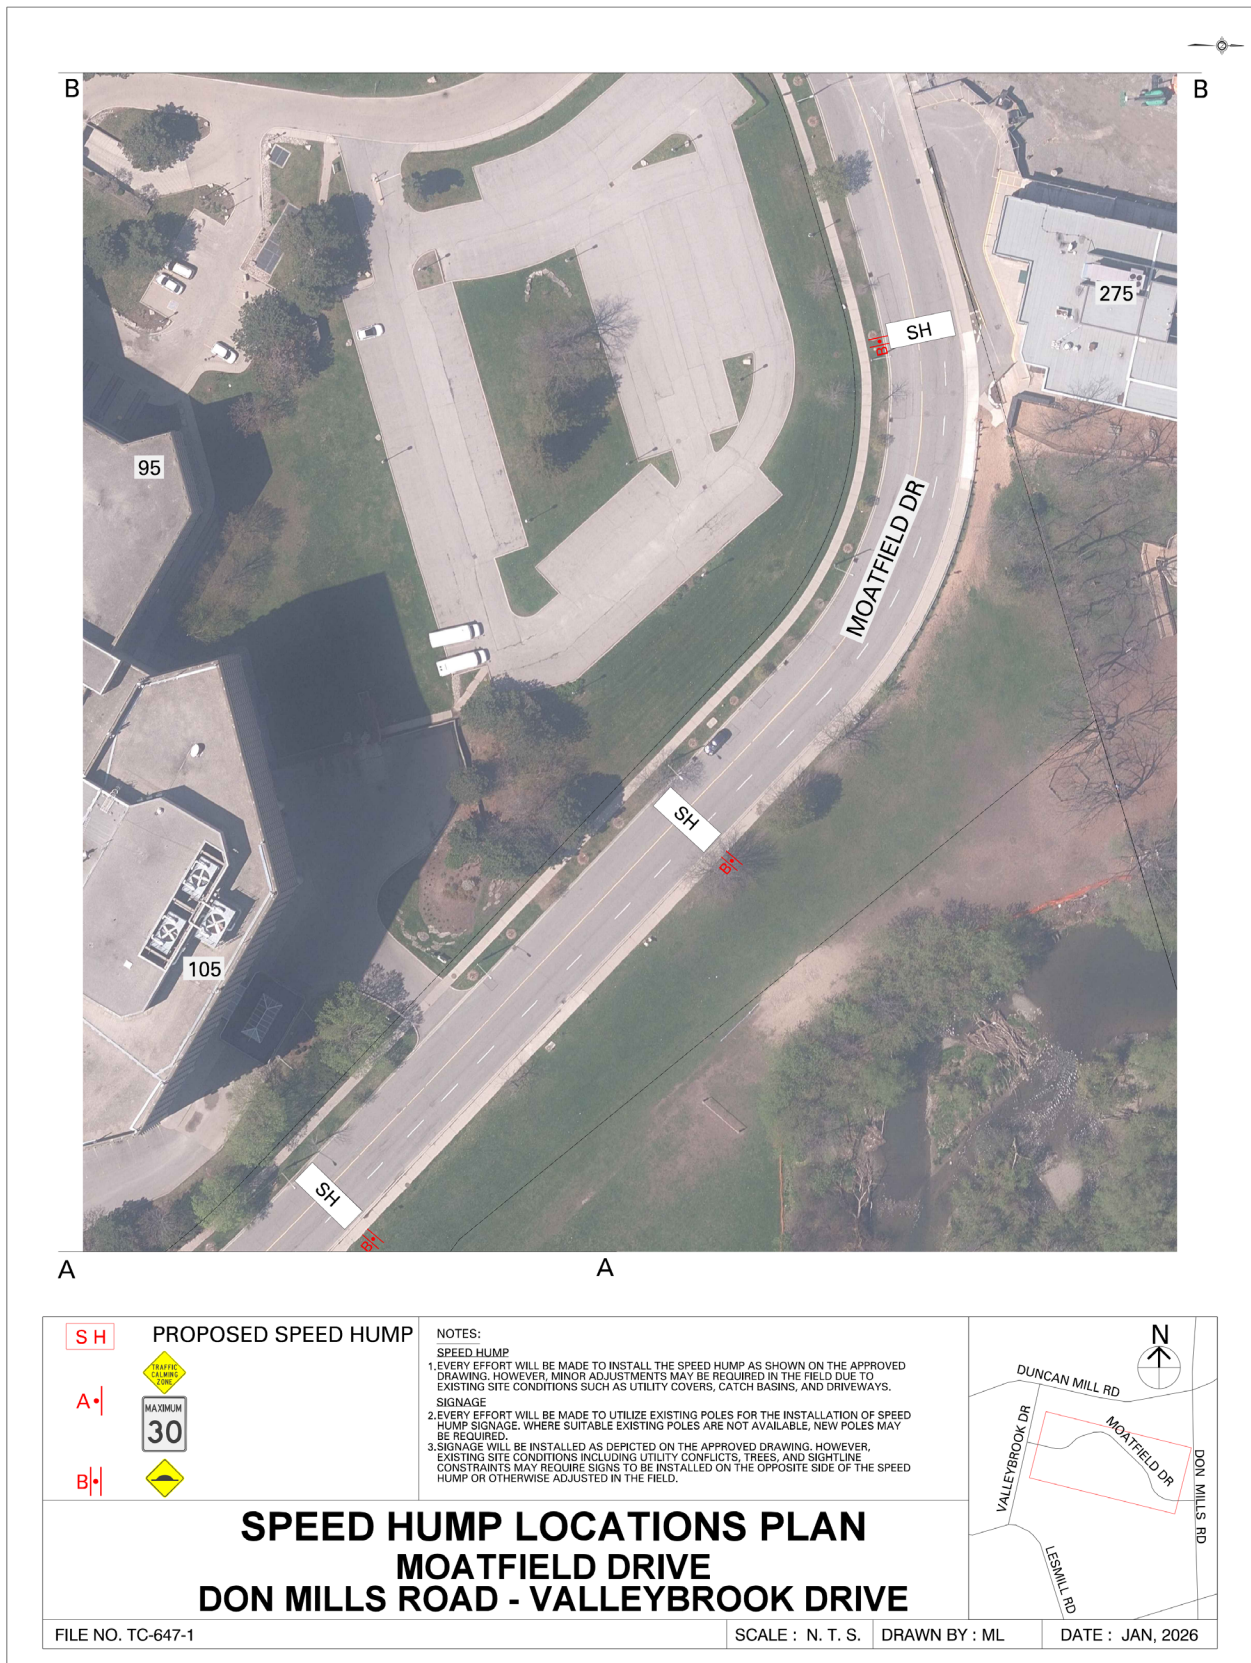 B
B
275
SH
B
95
MOATFIELD DR
SH
B
105
SH
B
A
A
SH PROPOSED SPEED HUMP
TRAFFIC
CALMING
ZONE
A
MAXIMUM
30
B
NOTES:
SPEED HUMP
1. EVERY EFFORT WILL BE MADE TO INSTALL THE SPEED HUMP AS SHOWN ON THE APPROVED
DRAWING. HOWEVER, MINOR ADJUSTMENTS MAY BE REQUIRED IN THE FIELD DUE TO
EXISTING SITE CONDITIONS SUCH AS UTILITY COVERS, CATCH BASINS, AND DRIVEWAYS.
SIGNAGE
2. EVERY EFFORT WILL BE MADE TO UTILIZE EXISTING POLES FOR THE INSTALLATION OF SPEED
HUMP SIGNAGE. WHERE SUITABLE EXISTING POLES ARE NOT AVAILABLE, NEW POLES MAY
BE REQUIRED.
3. SIGNAGE WILL BE INSTALLED AS DEPICTED ON THE APPROVED DRAWING. HOWEVER,
EXISTING SITE CONDITIONS INCLUDING UTILITY CONFLICTS, TREES, AND SIGHTLINE
CONSTRAINTS MAY REQUIRE SIGNS TO BE INSTALLED ON THE OPPOSITE SIDE OF THE SPEED
HUMP OR OTHERWISE ADJUSTED IN THE FIELD.
N
DUNCAN MILL RD
MOATFIELD DR
VALLEYBROOK DR
DON MILLS RD
LESMILL RD
SPEED HUMP LOCATIONS PLAN
MOATFIELD DRIVE
DON MILLS ROAD - VALLEYBROOK DRIVE
FILE NO. TC-647-1
SCALE : N. T. S.
DRAWN BY : ML
DATE : JAN, 2026